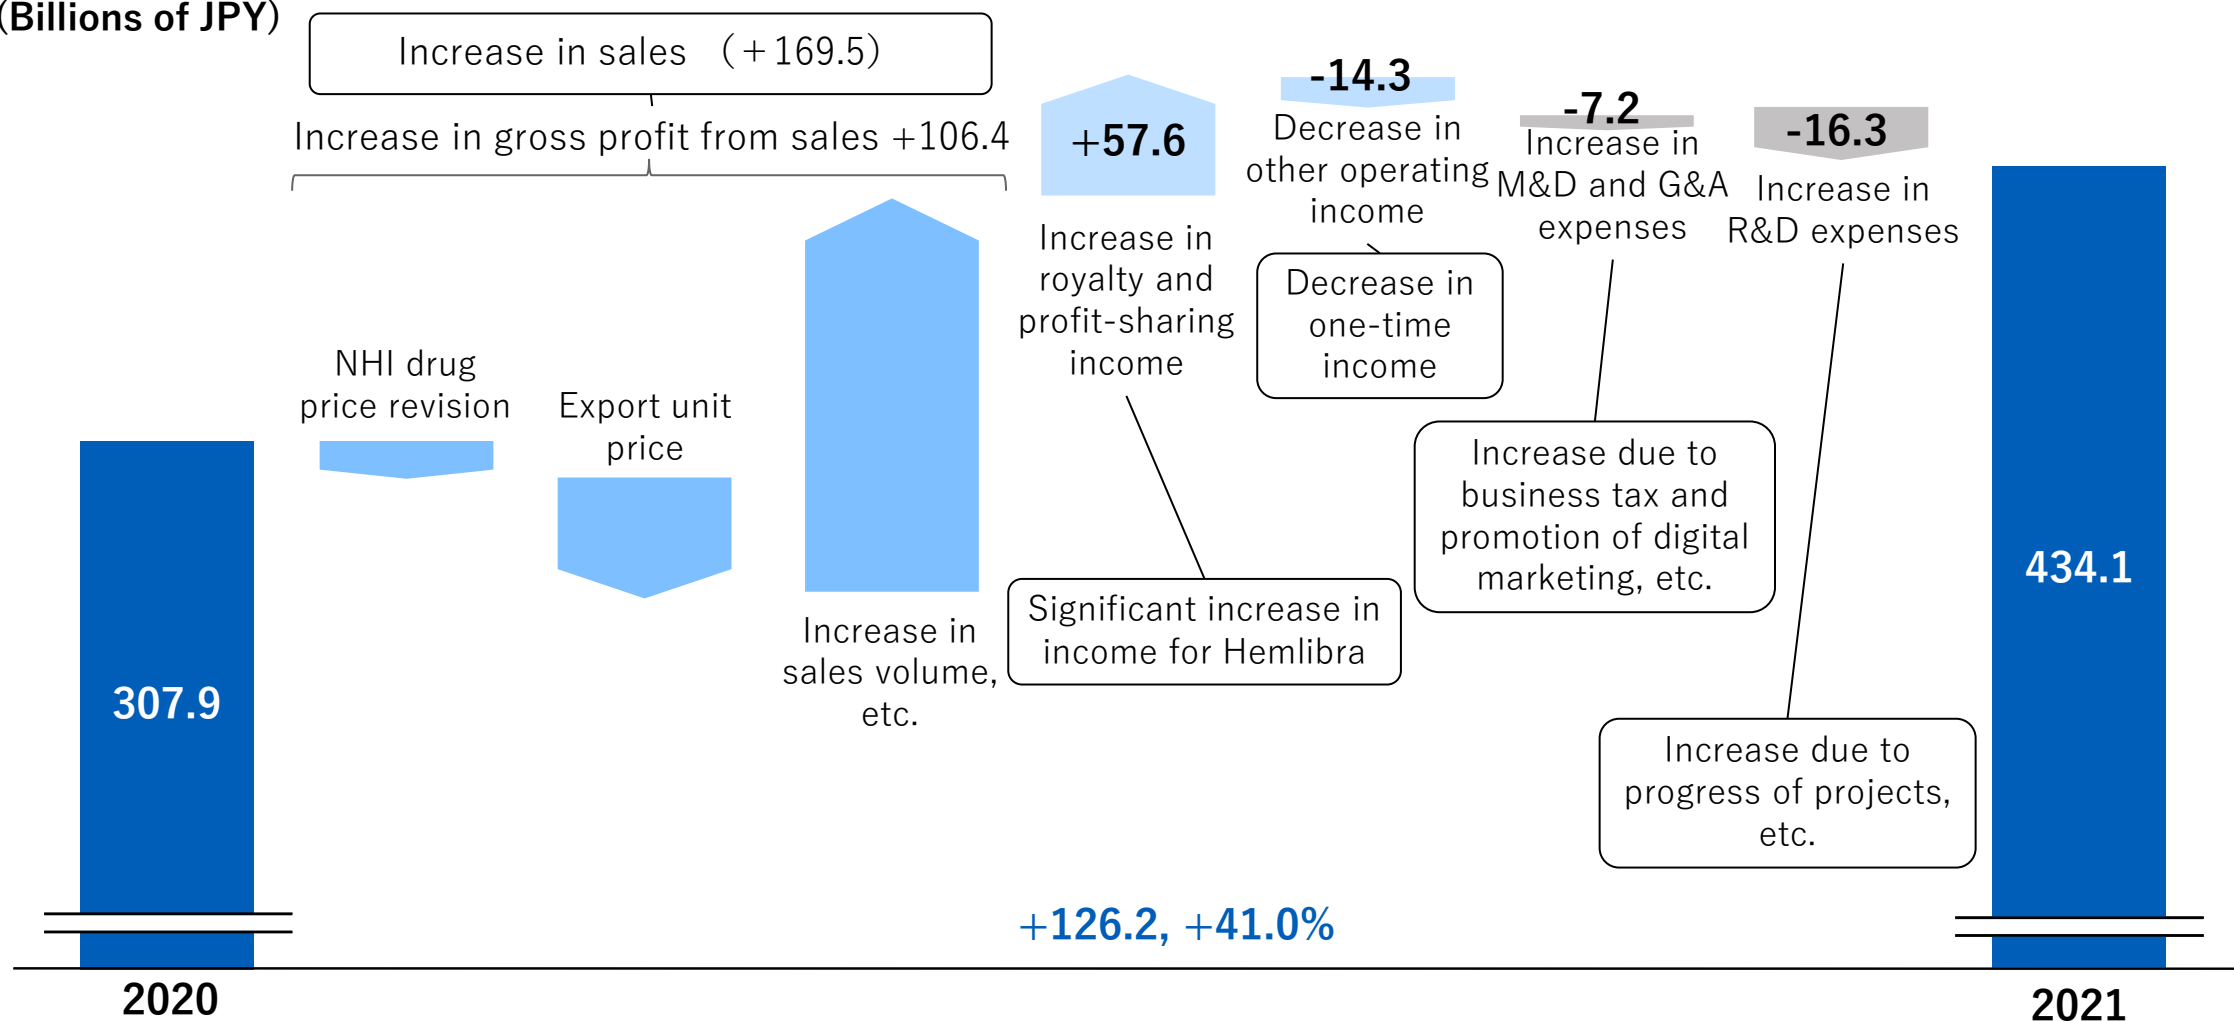 (Billions of JPY)
Increase in sales （＋169.5）
Increase in gross profit from sales +106.4
NHI drug
price revision
Export unit
price
Increase in
sales volume,
etc.
+57.6
Increase in
royalty and
profit-sharing
income
Significant increase in
income for Hemlibra
-14.3
Decrease in
other operating
income
Decrease in
one-time
income
-7.2
Increase in
M&D and G&A
expenses
Increase due to
business tax and
promotion of digital
marketing, etc.
-16.3
Increase in
R&D expenses
Increase due to
progress of projects,
etc.
307.9
434.1
+126.2, +41.0%
2020
2021